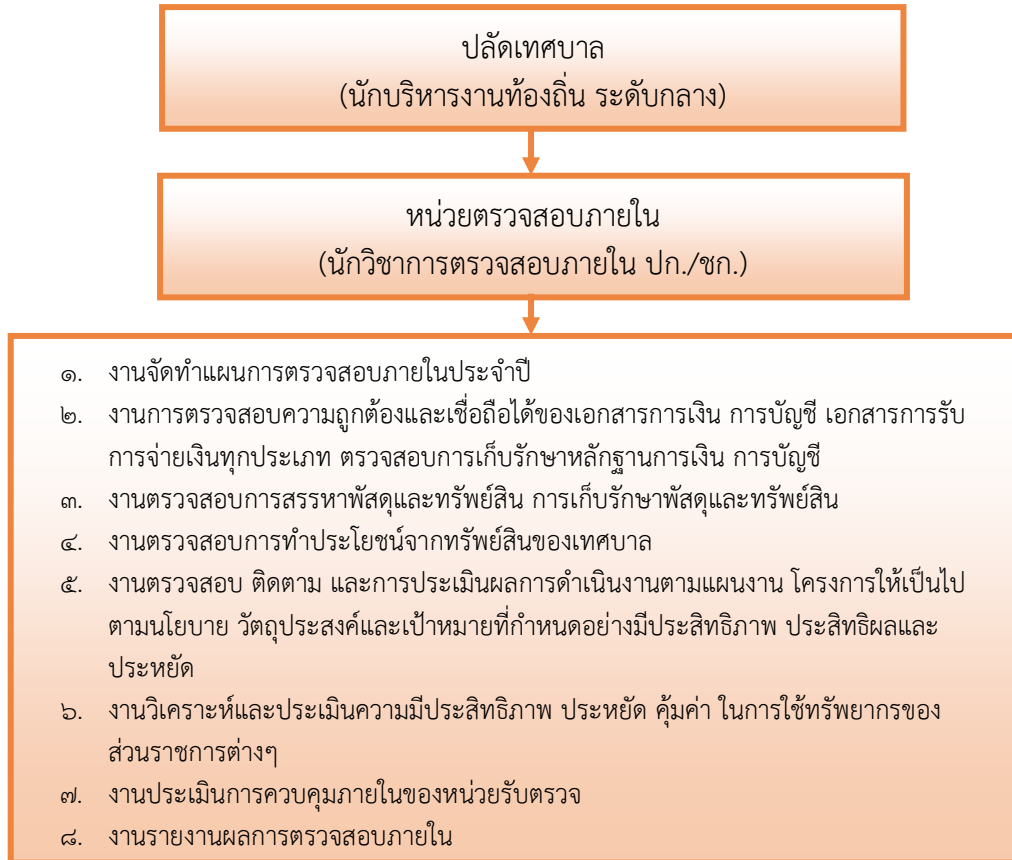 ปลัดเทศบาล
(นักบริหารงานท้องถิ่น ระดับกลาง)
หน่วยตรวจสอบภายใน
(นักวิชาการตรวจสอบภายใน ปก./ชก.)
๑. งานจัดทำแผนการตรวจสอบภายในประจำปี
๒. งานการตรวจสอบความถูกต้องและเชื่อถือได้ของเอกสารการเงิน การบัญชี เอกสารการรับ
การจ่ายเงินทุกประเภท ตรวจสอบการเก็บรักษาหลักฐานการเงิน การบัญชี
๓. งานตรวจสอบการสรรหาพัสดุและทรัพย์สิน การเก็บรักษาพัสดุและทรัพย์สิน
๔. งานตรวจสอบการทำประโยชน์จากทรัพย์สินของเทศบาล
๕. งานตรวจสอบ ติดตาม และการประเมินผลการดำเนินงานตามแผนงาน โครงการให้เป็นไป
ตามนโยบาย วัตถุประสงค์และเป้าหมายที่กำหนดอย่างมีประสิทธิภาพ ประสิทธิผลและ
ประหยัด
๖. งานวิเคราะห์และประเมินความมีประสิทธิภาพ ประหยัด คุ้มค่า ในการใช้ทรัพยากรของ
ส่วนราชการต่างๆ
๗. งานประเมินการควบคุมภายในของหน่วยรับตรวจ
๘. งานรายงานผลการตรวจสอบภายใน